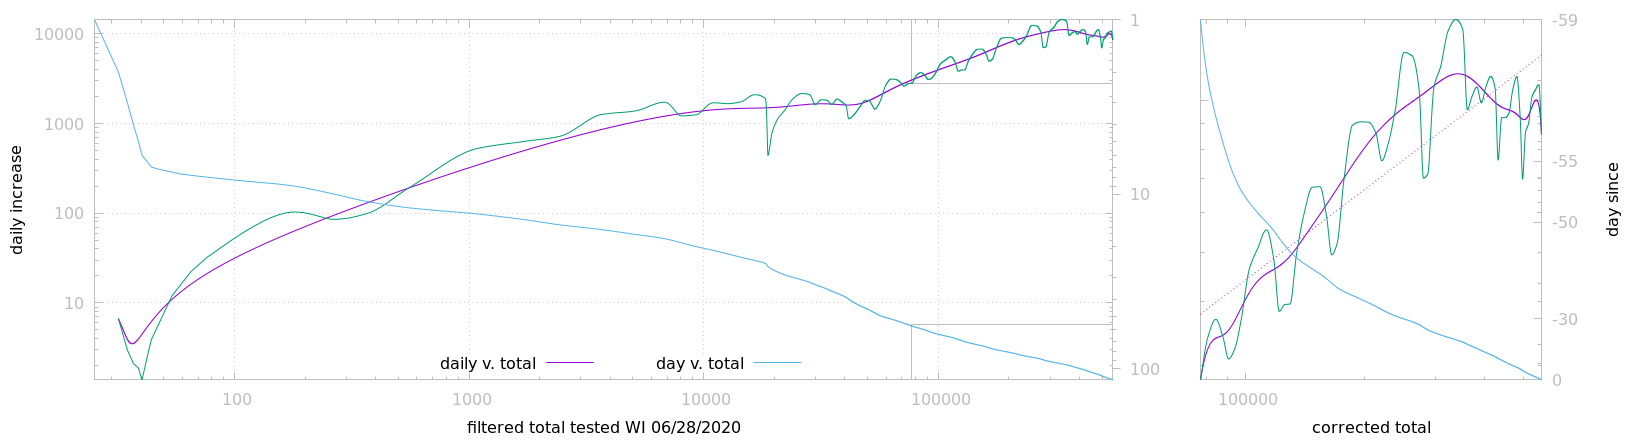 10000
1000
100
10
daily increase
100
1000
10000
100000
filtered total tested WI 06/28/2020
daily v. total
day v. total
1
10
100
100000
corrected total
-59
-55
-50
-30
0
day since